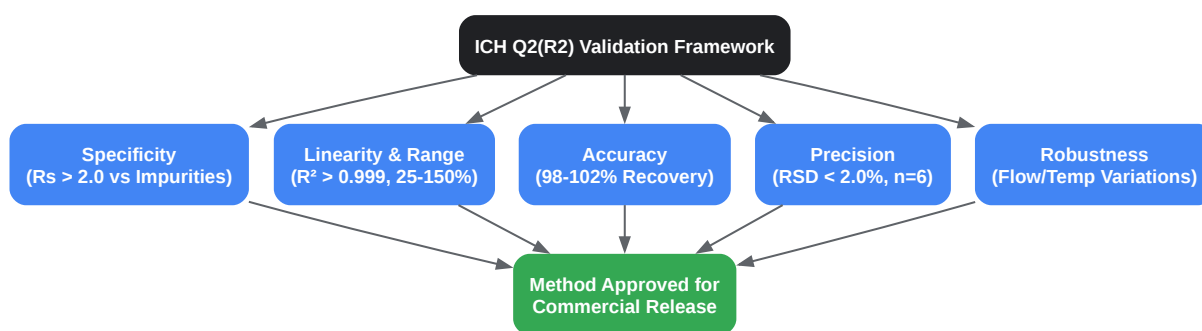 ICH Q2(R2) Validation Framework
Specificity
(Rs > 2.0 vs Impurities)
Linearity & Range
(R² > 0.999, 25-150%)
Accuracy
(98-102% Recovery)
Precision
(RSD < 2.0%, n=6)
Robustness
(Flow/Temp Variations)
Method Approved for
Commercial Release